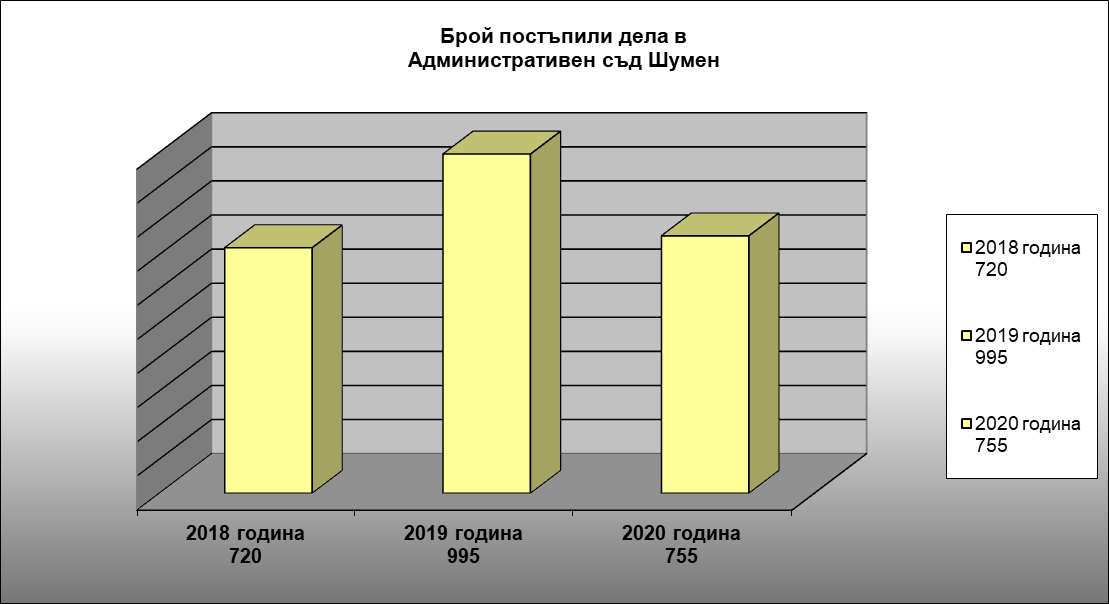 Брой постъпили дела в
Административен съд Шумен
2018 година
720
2019 година
995
2020 година
755
2018 година
720
2019 година
995
2020 година
755